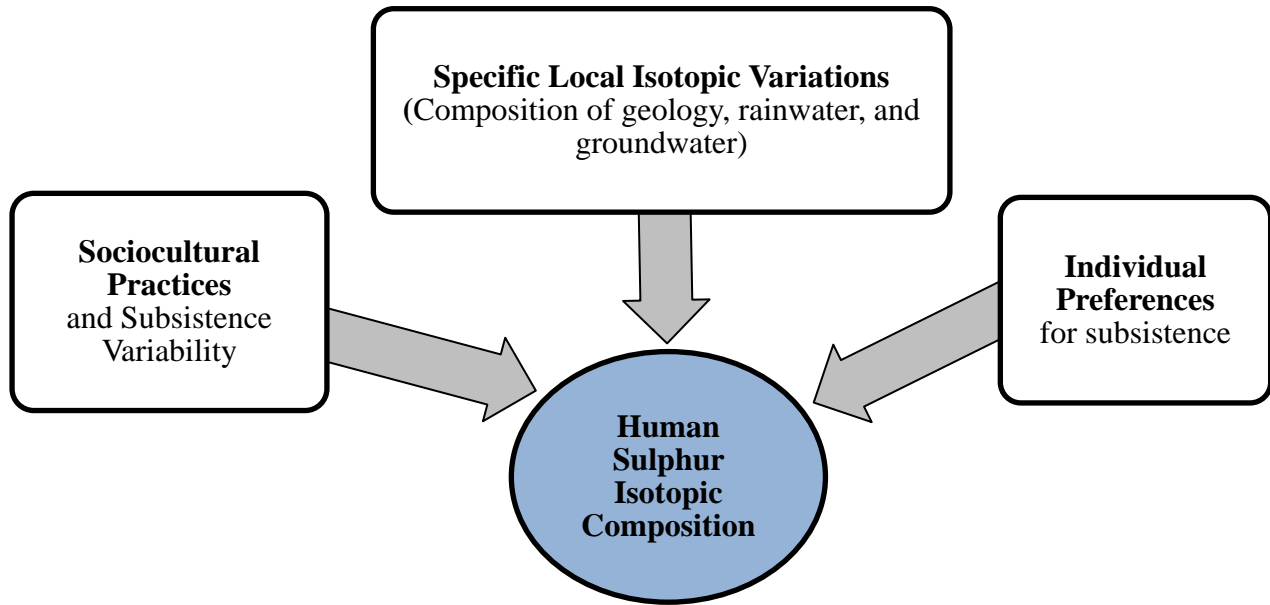 Specific Local Isotopic Variations
(Composition of geology, rainwater, and
groundwater)
Sociocultural
Practices
and Subsistence
Variability
Individual
Preferences
for subsistence
Human
Sulphur
Isotopic
Composition